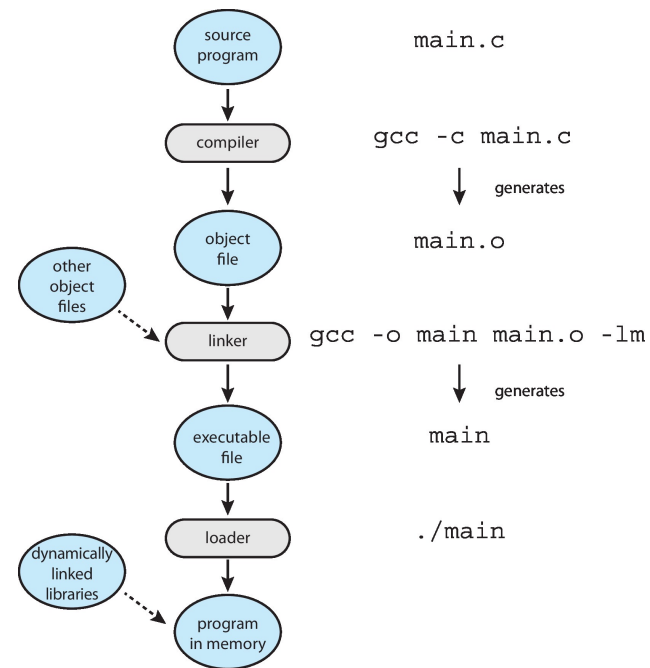 source
program
main.c
compiler
gcc -c main.c
generates
object
file
main.o
other
object
files
linker
gcc -o main main.o -lm
generates
executable
file
main
loader
./main
dynamically
linked
libraries
program
in memory